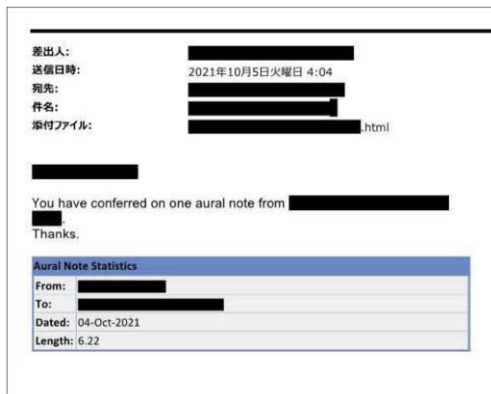 差出人:
送信日時: 2021年10月5日火曜日 4:04
宛先:
件名:
添付ファイル: .html
You have conferred on one aural note from
Thanks.
Aural Note Statistics
From:
To:
Dated: 04-Oct-2021
Length: 6.22